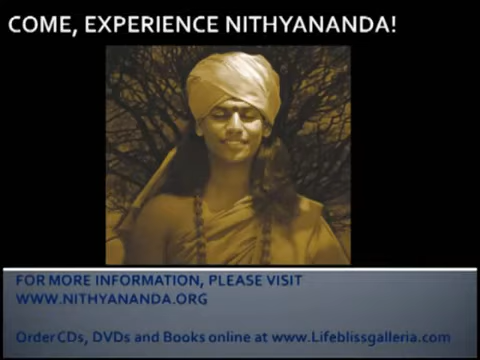 COME, EXPERIENCE NITHYANANDA!
FOR MORE INFORMATION, PLEASE VISIT
WWW.NITHYANANDA.ORG
Order CDs, DVDs and Books online at www.Lifeblissgalleria.com